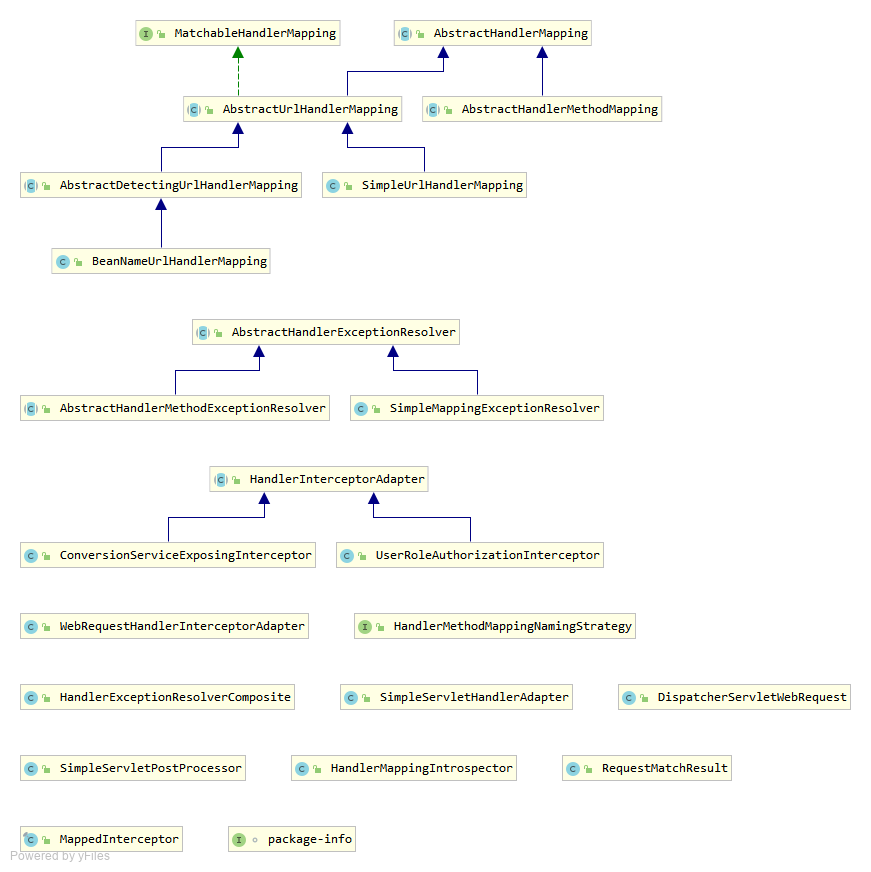 MatchableHandlerMapping
AbstractHandlerMapping
AbstractUrlHandlerMapping
AbstractHandlerMethodMapping
AbstractDetectingUrlHandlerMapping
SimpleUrlHandlerMapping
BeanNameUrlHandlerMapping
AbstractHandlerExceptionResolver
AbstractHandlerMethodExceptionResolver
SimpleMappingExceptionResolver
HandlerInterceptorAdapter
ConversionServiceExposingInterceptor
UserRoleAuthorizationInterceptor
WebRequestHandlerInterceptorAdapter
HandlerMethodMappingNamingStrategy
HandlerExceptionResolverComposite
SimpleServletHandlerAdapter
DispatcherServletWebRequest
SimpleServletPostProcessor
HandlerMappingIntrospector
RequestMatchResult
MappedInterceptor
package-info
Powered by yFiles